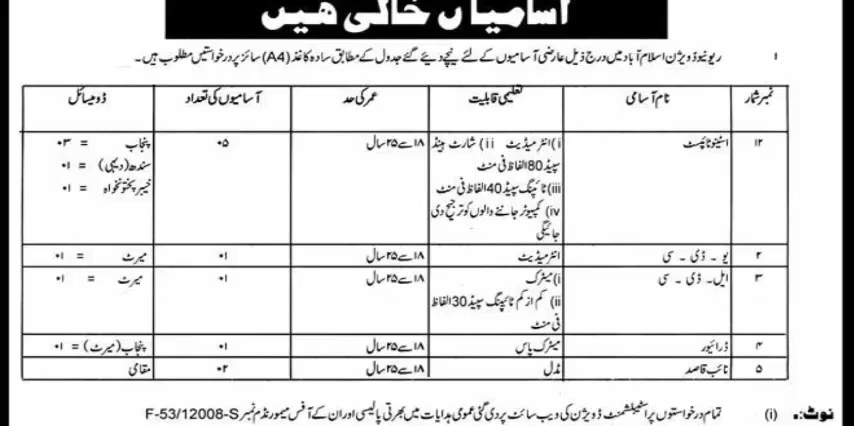 آسامیاں خالی ہیں
۱ ریونیو ڈویژن اسلام آباد میں درج ذیل عارضی آسامیوں کے لئے نیچے دیئے گئے جدول کے مطابق سادہ کاغذ (A4) سائز پر درخواستیں مطلوب ہیں۔
نمبر شمار نام آسامی تعلیمی قابلیت عمر کی حد آسامیوں کی تعداد ڈومیسائل
۱۲ اسٹینو ٹائپسٹ i) انٹرمیڈیٹ ii) شارٹ ہینڈ ۱۸ سے ۲۵ سال ۰۵ پنجاب = ۰۳
سپیڈ 80 الفاظ فی منٹ سندھ (دیہی) = ۰۱
iii) ٹائپنگ سپیڈ 40 الفاظ فی منٹ خیبر پختونخواہ = ۰۱
iv) کمپیوٹر جاننے والوں کو ترجیح دی
جائیگی
۲ یو - ڈی - سی انٹرمیڈیٹ ۱۸ سے ۲۵ سال ۰۱ میرٹ = ۰۱
۳ ایل - ڈی - سی i) میٹرک ۱۸ سے ۲۵ سال ۰۱ میرٹ = ۰۱
ii) کم از کم ٹائپنگ سپیڈ 30 الفاظ
فی منٹ
۴ ڈرائیور میٹرک پاس ۱۸ سے ۲۵ سال ۰۱ پنجاب (میرٹ) = ۰۱
۵ نائب قاصد مڈل ۱۸ سے ۲۵ سال ۰۲ مقامی
نوٹ:۔ (i) تمام درخواستوں پر اسٹیبلشمنٹ ڈویژن کی ویب سائٹ پر دی گئی عمومی ہدایات میں بھرتی پالیسی اور ان کے آفس میمورنڈم نمبر F-53/12008-S